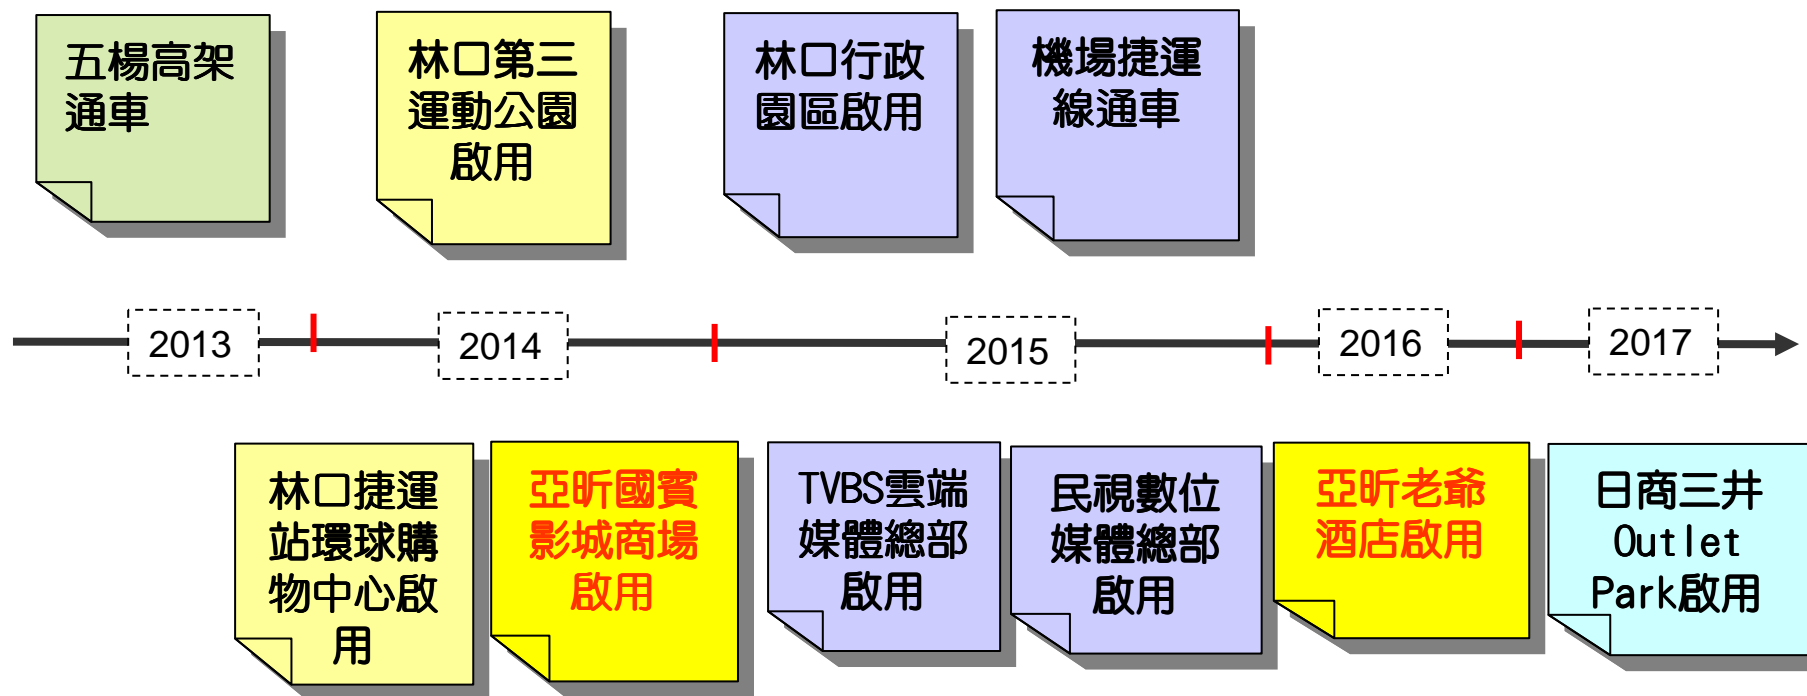 五楊高架
通車
林口第三
運動公園
啟用
林口行政
園區啟用
機場捷運
線通車
2013
2014
2015
2016
2017
林口捷運
站環球購
物中心啟
用
亞昕國賓
影城商場
啟用
TVBS雲端
媒體總部
啟用
民視數位
媒體總部
啟用
亞昕老爺
酒店啟用
日商三井
Outlet
Park啟用